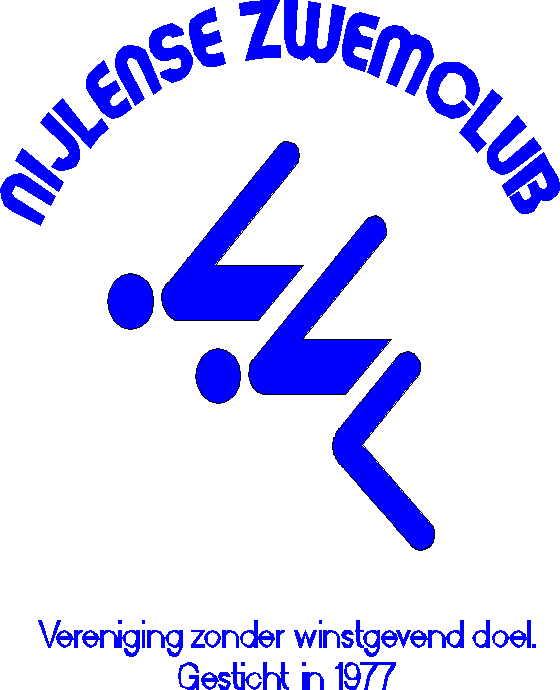 NIJLENSE ZWEMCLUB
Vereniging zonder winstgevend doel.
Gesticht in 1977